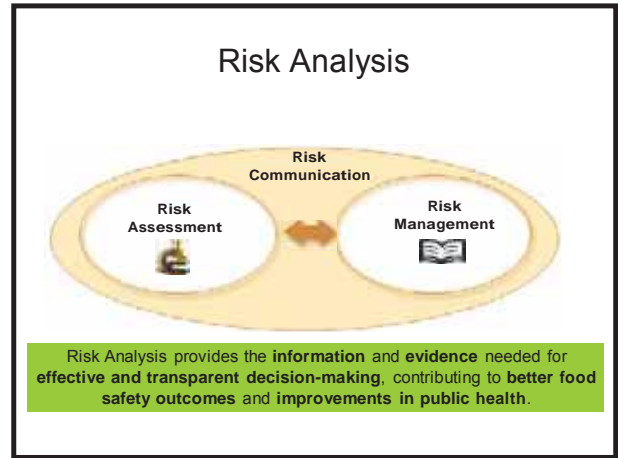 Risk Analysis
Risk
Communication
Risk
Assessment
Risk
Management
Risk Analysis provides the information and evidence needed for
effective and transparent decision-making, contributing to better food
safety outcomes and improvements in public health.